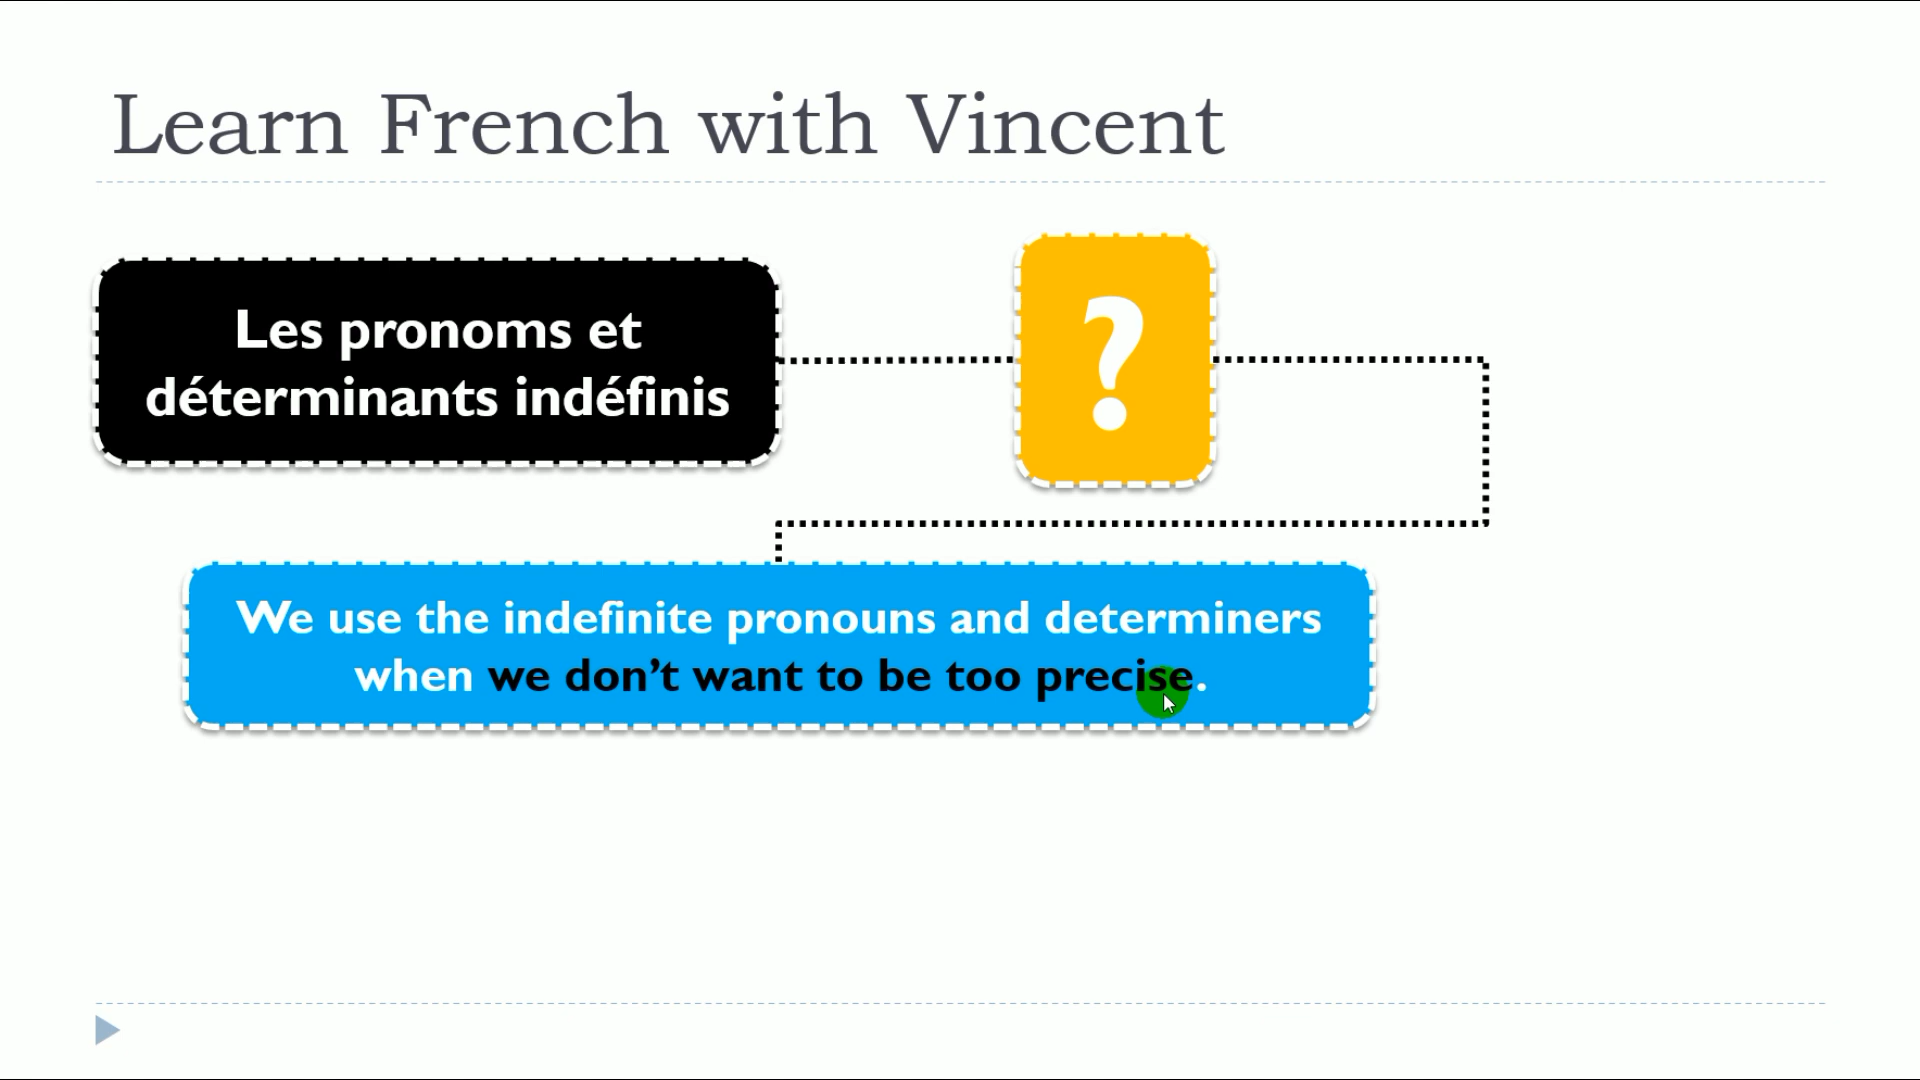 Learn French with Vincent
Les pronoms et
déterminants indéfinis
?
We use the indefinite pronouns and determiners
when we don’t want to be too precise.